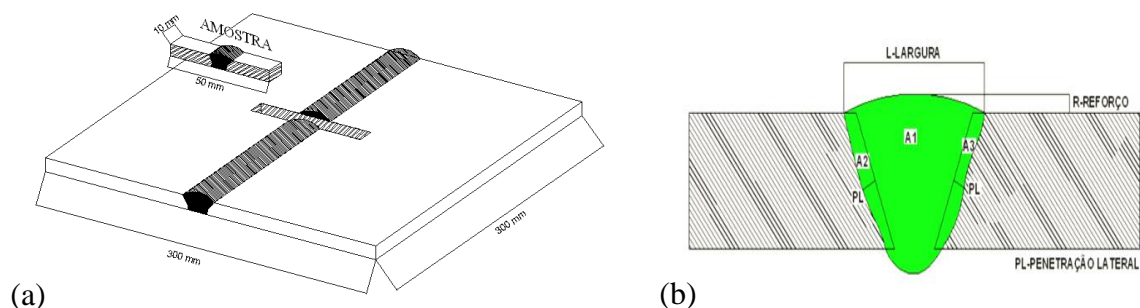 10 mm
AMOSTRA
50 mm
300 mm
300 mm
(a)
L-LARGURA
R-REFORÇO
A1
A2
A3
PL
PL
PL-PENETRAÇÃO LATERAL
(b)